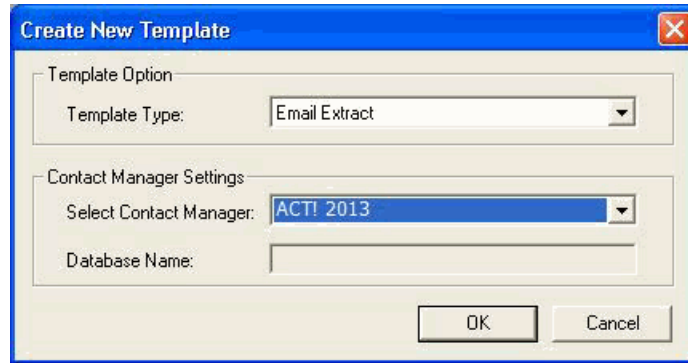 Create New Template
Template Option
Template Type: Email Extract
Contact Manager Settings
Select Contact Manager: ACT! 2013
Database Name:
OK Cancel